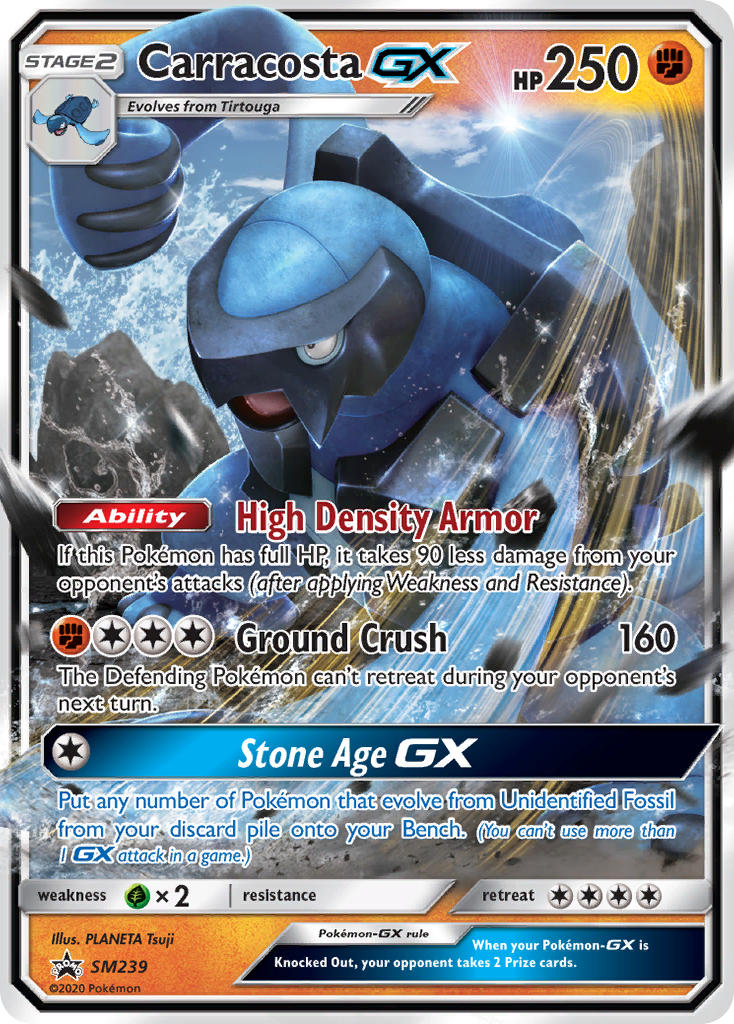 STAGE2
Carracosta GX
HP 250
Evolves from Tirtouga
Ability High Density Armor
If this Pokémon has full HP, it takes 90 less damage from your
opponent's attacks (after applying Weakness and Resistance).
Ground Crush 160
The Defending Pokémon can't retreat during your opponent's
next turn.
Stone Age GX
Put any number of Pokémon that evolve from Unidentified Fossil
from your discard pile onto your Bench. (You can't use more than
1 GX attack in a game.)
weakness ×2 resistance retreat
Illus. PLANETA Tsuji
Pokémon-GX rule
When your Pokémon-GX is
Knocked Out, your opponent takes 2 Prize cards.
PROMO SM239
©2020 Pokémon